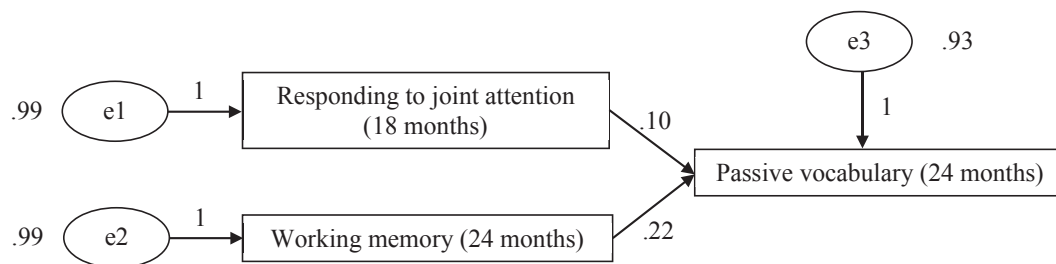 e3
.93
1
.99
e1
1
Responding to joint attention
(18 months)
.10
Passive vocabulary (24 months)
.99
e2
1
Working memory (24 months)
.22